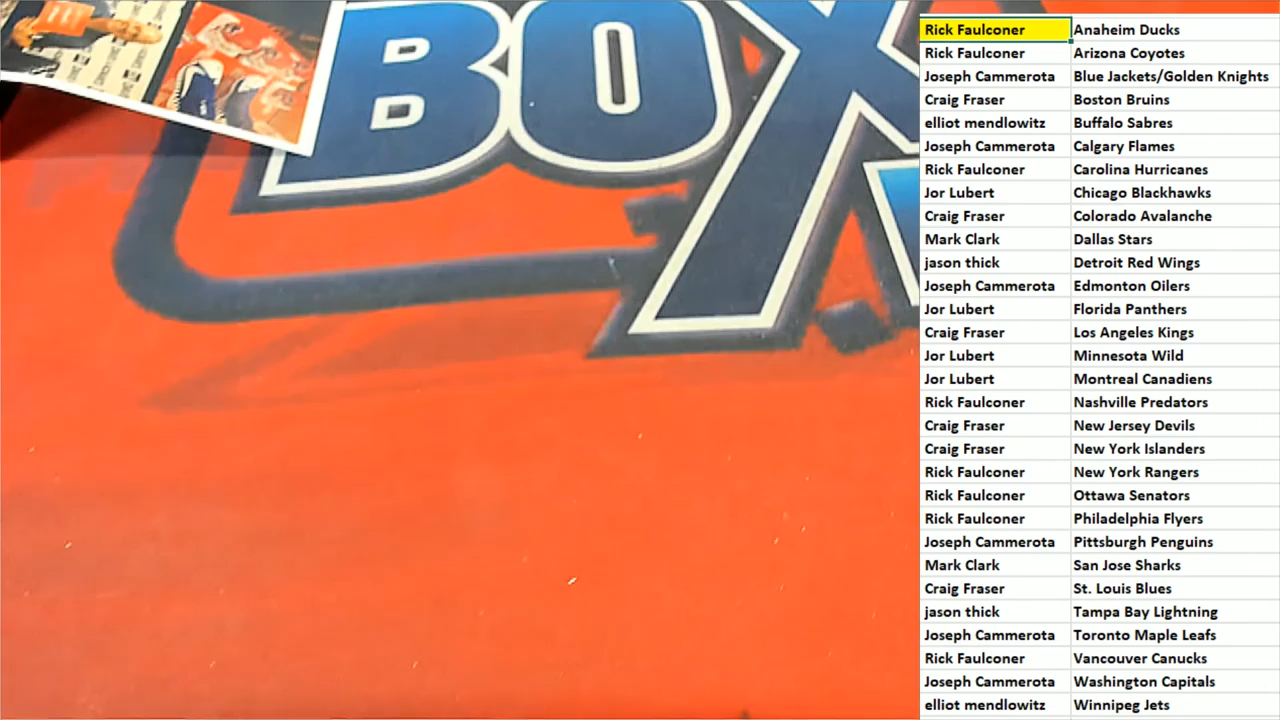 BOX
Rick Faulconer Anaheim Ducks
Rick Faulconer Arizona Coyotes
Joseph Cammerota Blue Jackets/Golden Knights
Craig Fraser Boston Bruins
elliot mendlowitz Buffalo Sabres
Joseph Cammerota Calgary Flames
Rick Faulconer Carolina Hurricanes
Jor Lubert Chicago Blackhawks
Craig Fraser Colorado Avalanche
Mark Clark Dallas Stars
jason thick Detroit Red Wings
Joseph Cammerota Edmonton Oilers
Jor Lubert Florida Panthers
Craig Fraser Los Angeles Kings
Jor Lubert Minnesota Wild
Jor Lubert Montreal Canadiens
Rick Faulconer Nashville Predators
Craig Fraser New Jersey Devils
Craig Fraser New York Islanders
Rick Faulconer New York Rangers
Rick Faulconer Ottawa Senators
Rick Faulconer Philadelphia Flyers
Joseph Cammerota Pittsburgh Penguins
Mark Clark San Jose Sharks
Craig Fraser St. Louis Blues
jason thick Tampa Bay Lightning
Joseph Cammerota Toronto Maple Leafs
Rick Faulconer Vancouver Canucks
Joseph Cammerota Washington Capitals
elliot mendlowitz Winnipeg Jets